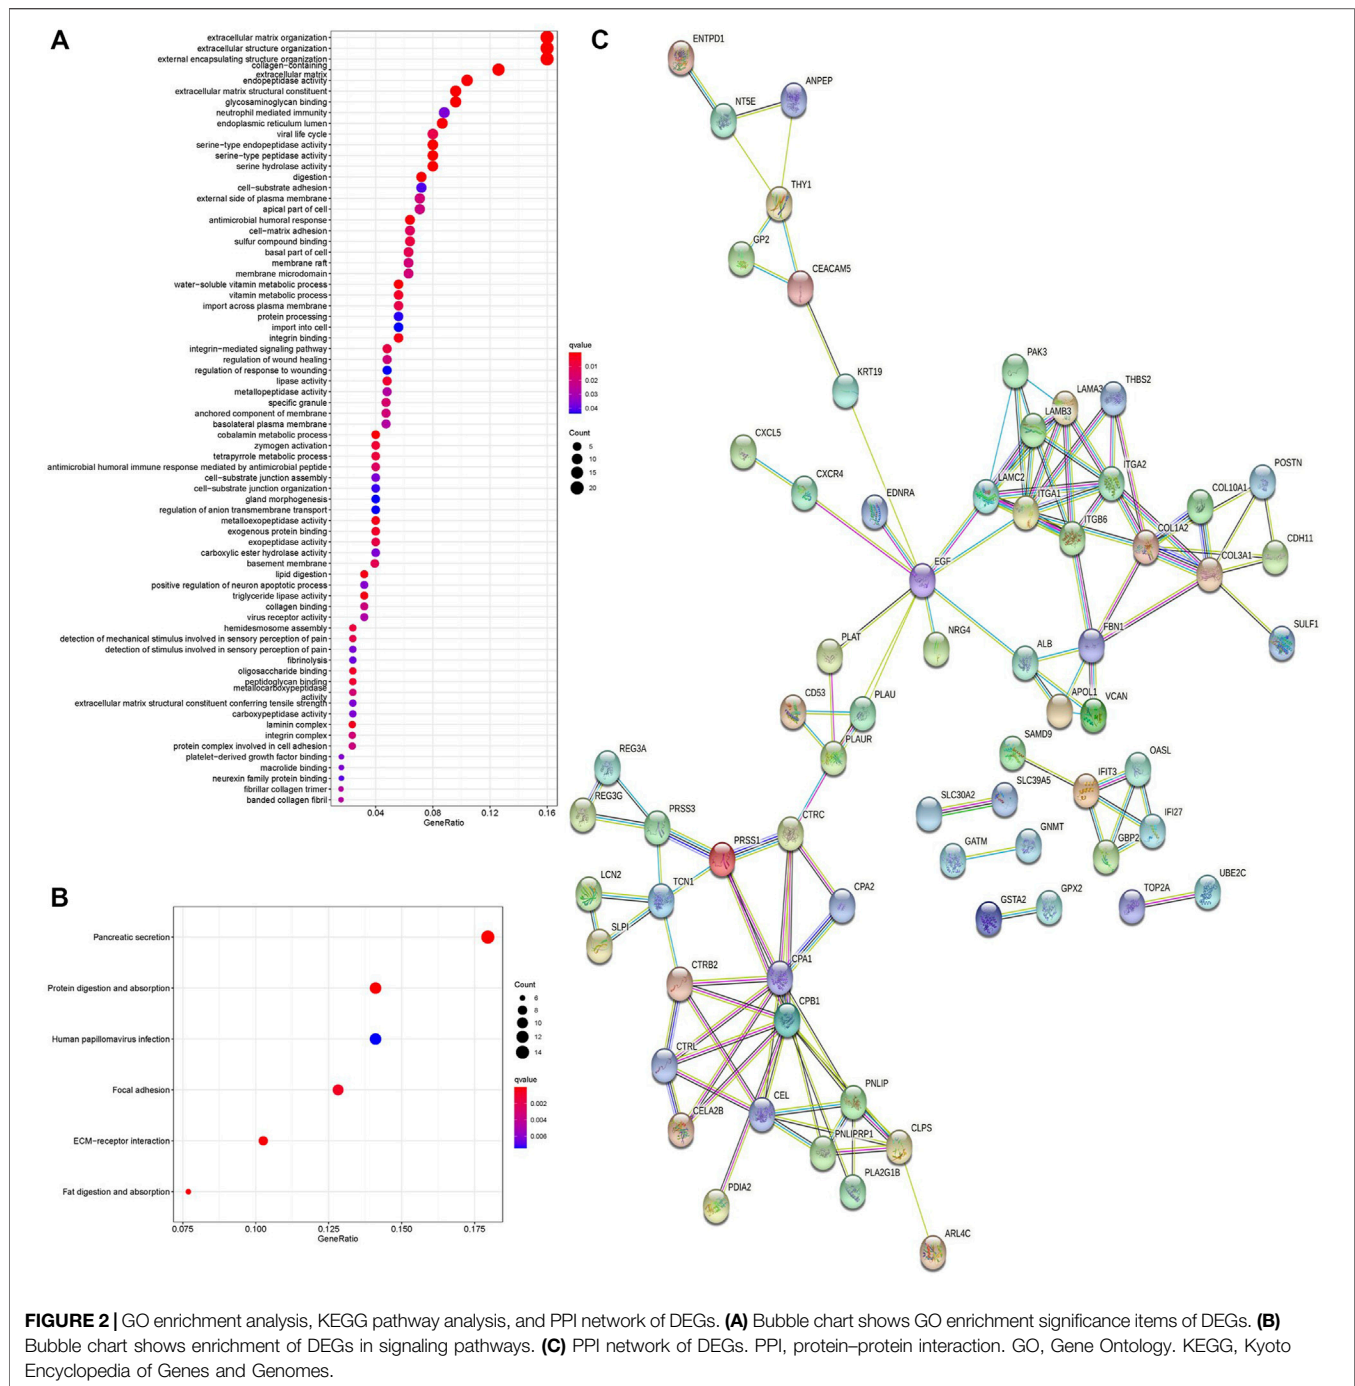 A
extracellular matrix organization
extracellular structure organization
external encapsulating structure organization
collagen−containing
extracellular matrix
endopeptidase activity
extracellular matrix structural constituent
glycosaminoglycan binding
neutrophil mediated immunity
endoplasmic reticulum lumen
viral life cycle
serine−type endopeptidase activity
serine−type peptidase activity
serine hydrolase activity
digestion
cell−substrate adhesion
external side of plasma membrane
apical part of cell
antimicrobial humoral response
cell−matrix adhesion
sulfur compound binding
basal part of cell
membrane raft
membrane microdomain
water−soluble vitamin metabolic process
vitamin metabolic process
import across plasma membrane
protein processing
import into cell
integrin binding
integrin−mediated signaling pathway
regulation of wound healing
regulation of response to wounding
lipase activity
metallopeptidase activity
specific granule
anchored component of membrane
basolateral plasma membrane
cobalamin metabolic process
zymogen activation
tetrapyrrole metabolic process
antimicrobial humoral immune response mediated by antimicrobial peptide
cell−substrate junction assembly
cell−substrate junction organization
gland morphogenesis
regulation of anion transmembrane transport
metalloexopeptidase activity
exogenous protein binding
exopeptidase activity
carboxylic ester hydrolase activity
basement membrane
lipid digestion
positive regulation of neuron apoptotic process
triglyceride lipase activity
collagen binding
virus receptor activity
hemidesmosome assembly
detection of mechanical stimulus involved in sensory perception of pain
detection of stimulus involved in sensory perception of pain
fibrinolysis
oligosaccharide binding
peptidoglycan binding
metallocarboxypeptidase
activity
extracellular matrix structural constituent conferring tensile strength
carboxypeptidase activity
laminin complex
integrin complex
protein complex involved in cell adhesion
platelet−derived growth factor binding
macrolide binding
neurexin family protein binding
fibrillar collagen trimer
banded collagen fibril
0.04 0.08 0.12 0.16
GeneRatio
qvalue
0.01
0.02
0.03
0.04
Count
5
10
15
20
B
Pancreatic secretion
Protein digestion and absorption
Human papillomavirus infection
Focal adhesion
ECM−receptor interaction
Fat digestion and absorption
0.075 0.100 0.125 0.150 0.175
GeneRatio
Count
6
8
10
12
14
qvalue
0.002
0.004
0.006
C
ENTPD1
ANPEP
NT5E
THY1
GP2
CEACAM5
KRT19
PAK3
LAMA3
THBS2
LAMB3
CXCL5
CXCR4
EDNRA
LAMC2
ITGA1
ITGA2
ITGB6
COL10A1
POSTN
COL1A2
CDH11
COL3A1
EGF
PLAT
NRG4
ALB
FBN1
SULF1
CD53
PLAU
APOL1
VCAN
PLAUR
SAMD9
OASL
REG3A
IFIT3
SLC39A5
SLC30A2
REG3G
PRSS3
CTRC
IFI27
GBP2
PRSS1
GATM
GNMT
LCN2
TCN1
CPA2
GSTA2
GPX2
TOP2A
UBE2C
SLPI
CTRB2
CPA1
CPB1
CTRL
CEL
PNLIP
CELA2B
PNLIPRP1
CLPS
PLA2G1B
PDIA2
ARL4C
FIGURE 2 | GO enrichment analysis, KEGG pathway analysis, and PPI network of DEGs. (A) Bubble chart shows GO enrichment significance items of DEGs. (B)
Bubble chart shows enrichment of DEGs in signaling pathways. (C) PPI network of DEGs. PPI, protein–protein interaction. GO, Gene Ontology. KEGG, Kyoto
Encyclopedia of Genes and Genomes.